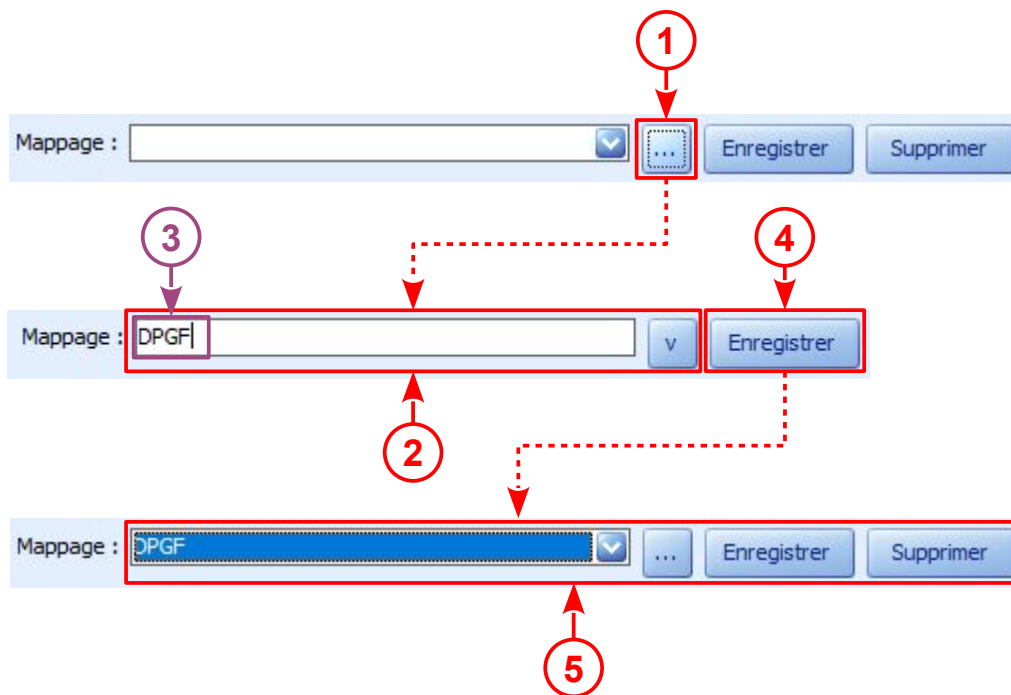 1
Mappage : ... Enregistrer Supprimer
3 4
Mappage : DPGF v Enregistrer
2
Mappage : DPGF ... Enregistrer Supprimer
5